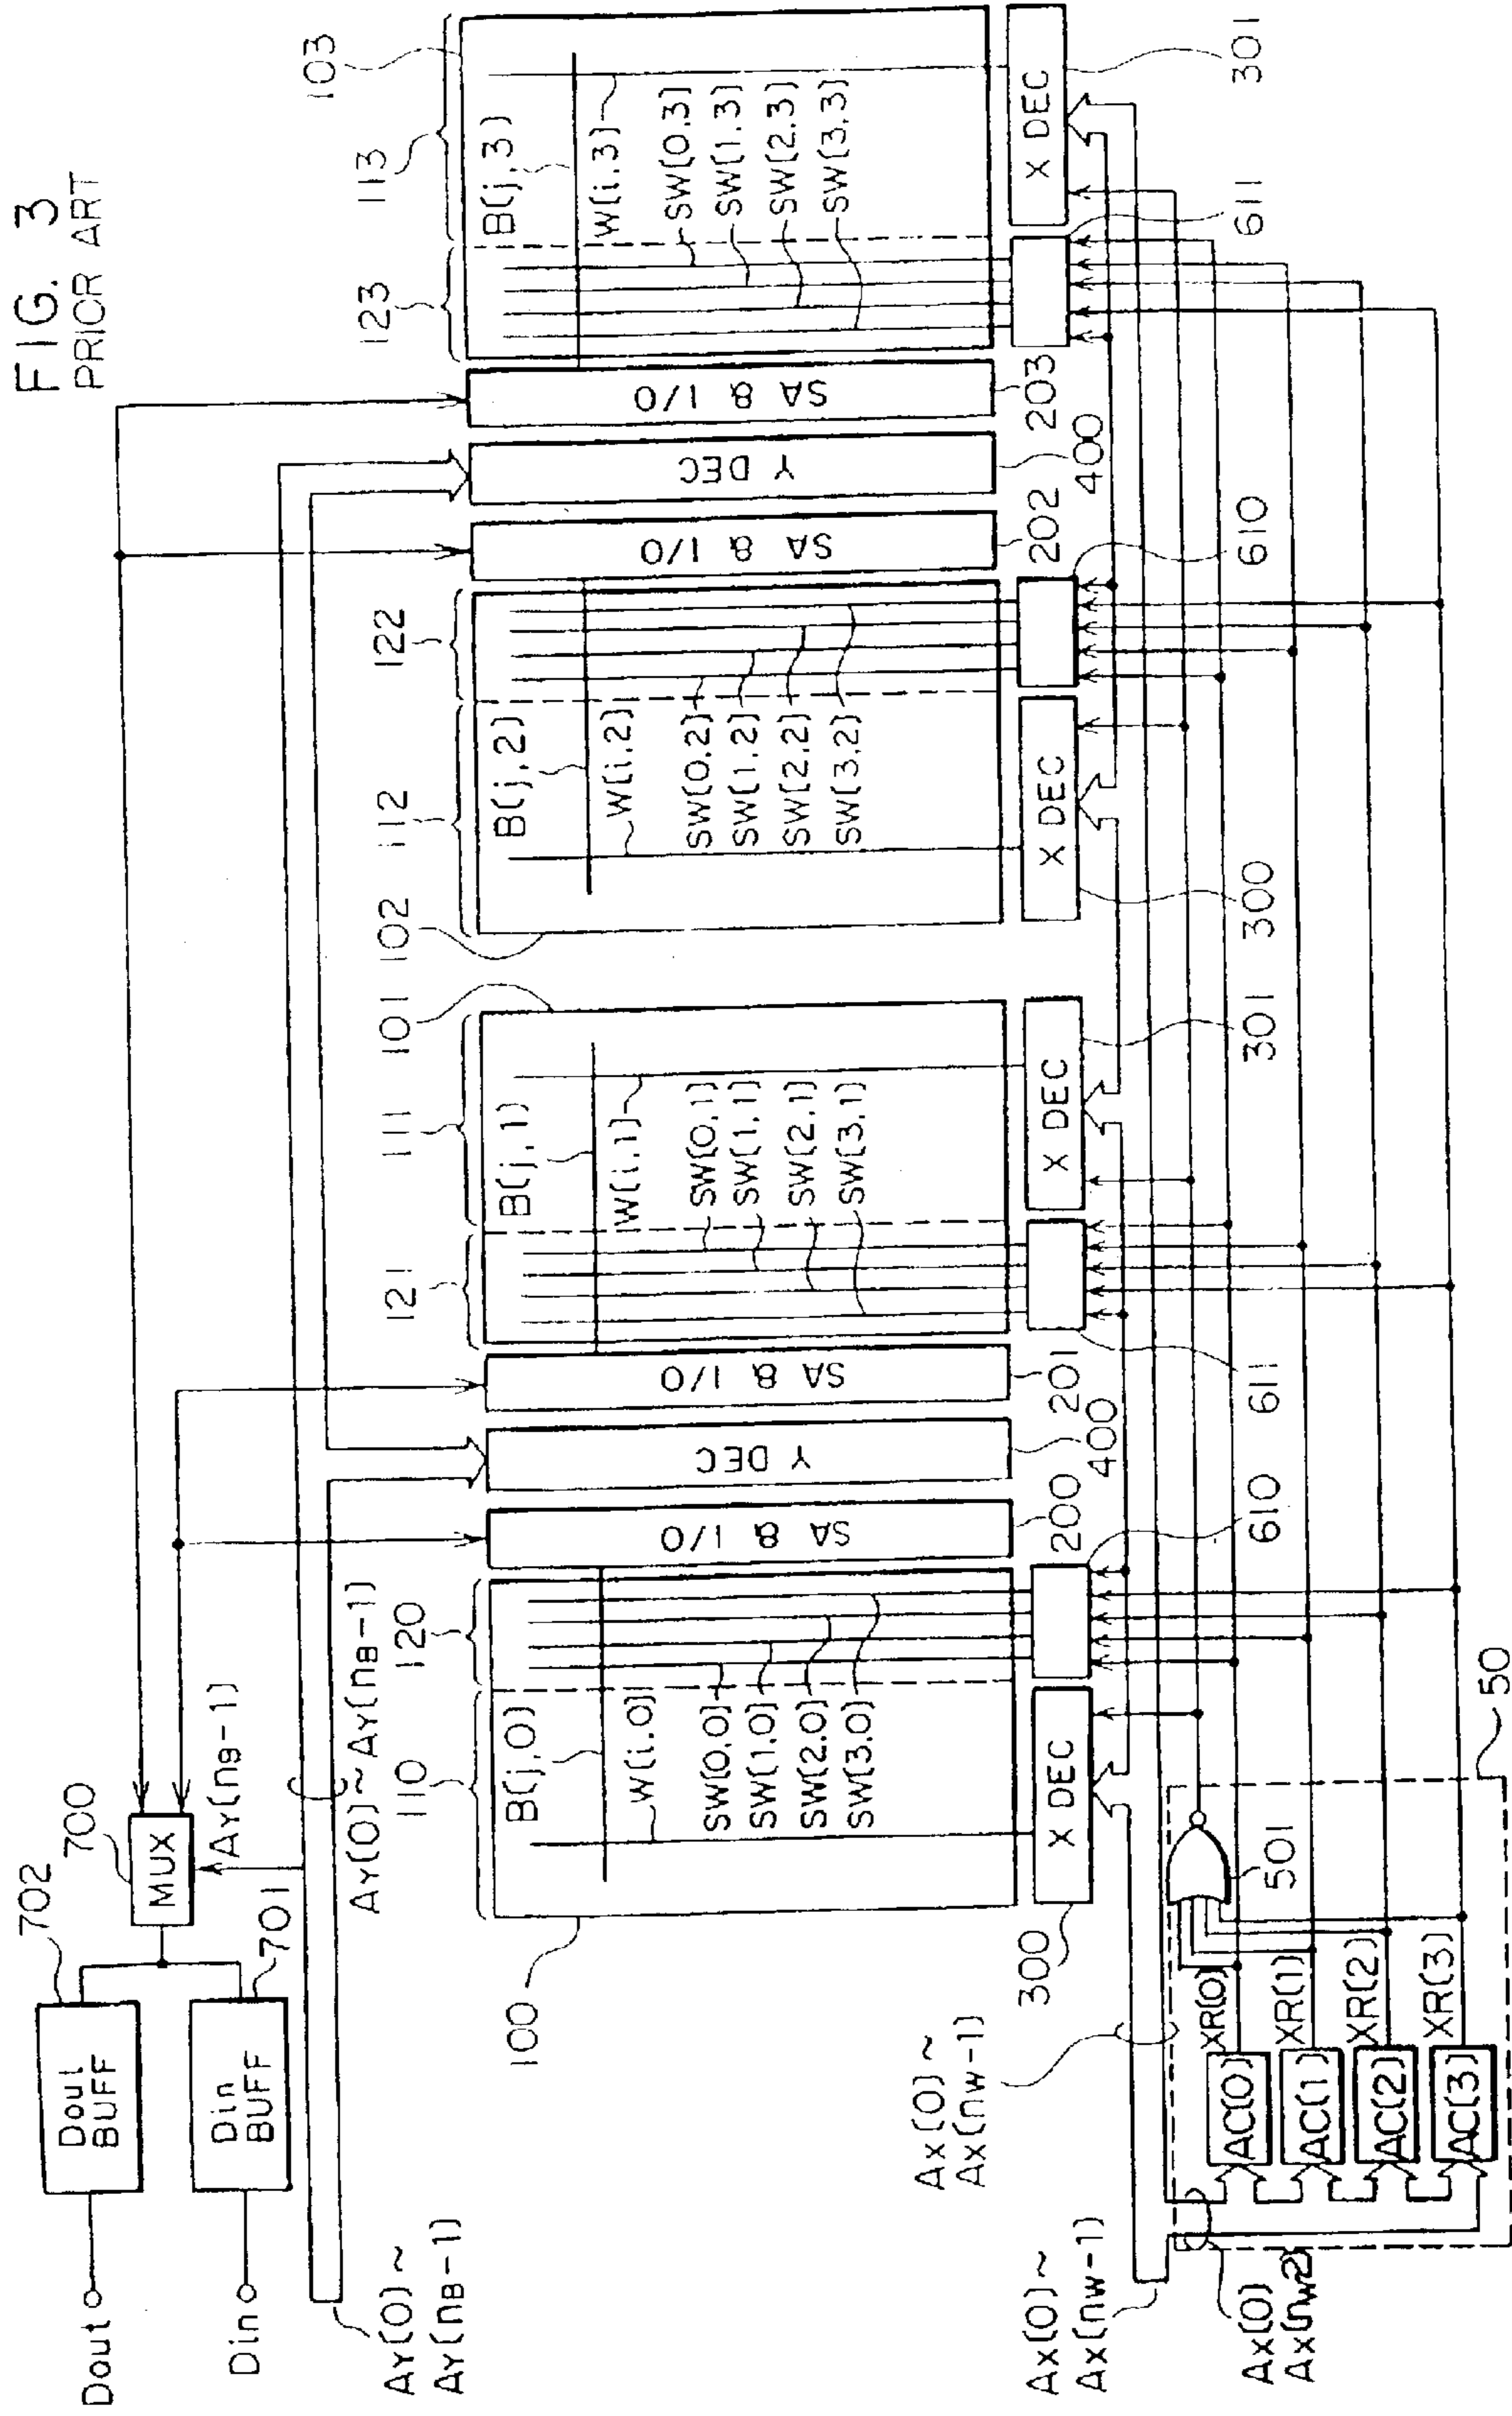 FIG. 3
PRIOR ART
Dout
Dout
BUFF
702
Din
Din
BUFF
701
MUX
700
AY(nB-1)
AY(0)~
AY(nB-1)
AY(0)~AY(nB-1)
110
120
121
111
101
102
112
122
123
113
103
100
B(j,0)
W(i,0)
SW(0,0)
SW(1,0)
SW(2,0)
SW(3,0)
SA & I/O
200
Y DEC
400
SA & I/O
201
B(j,1)
W(i,1)
SW(0,1)
SW(1,1)
SW(2,1)
SW(3,1)
B(j,2)
W(i,2)
SW(0,2)
SW(1,2)
SW(2,2)
SW(3,2)
SA & I/O
202
Y DEC
400
SA & I/O
203
B(j,3)
W(i,3)
SW(0,3)
SW(1,3)
SW(2,3)
SW(3,3)
X DEC
300
610
611
X DEC
301
X DEC
300
610
611
X DEC
301
AX(0)~
AX(nW-1)
AX(0)~
AX(nW-1)
AX(0)
AX(nW2)
AC(0)
XR(0)
AC(1)
XR(1)
AC(2)
XR(2)
AC(3)
XR(3)
501
50